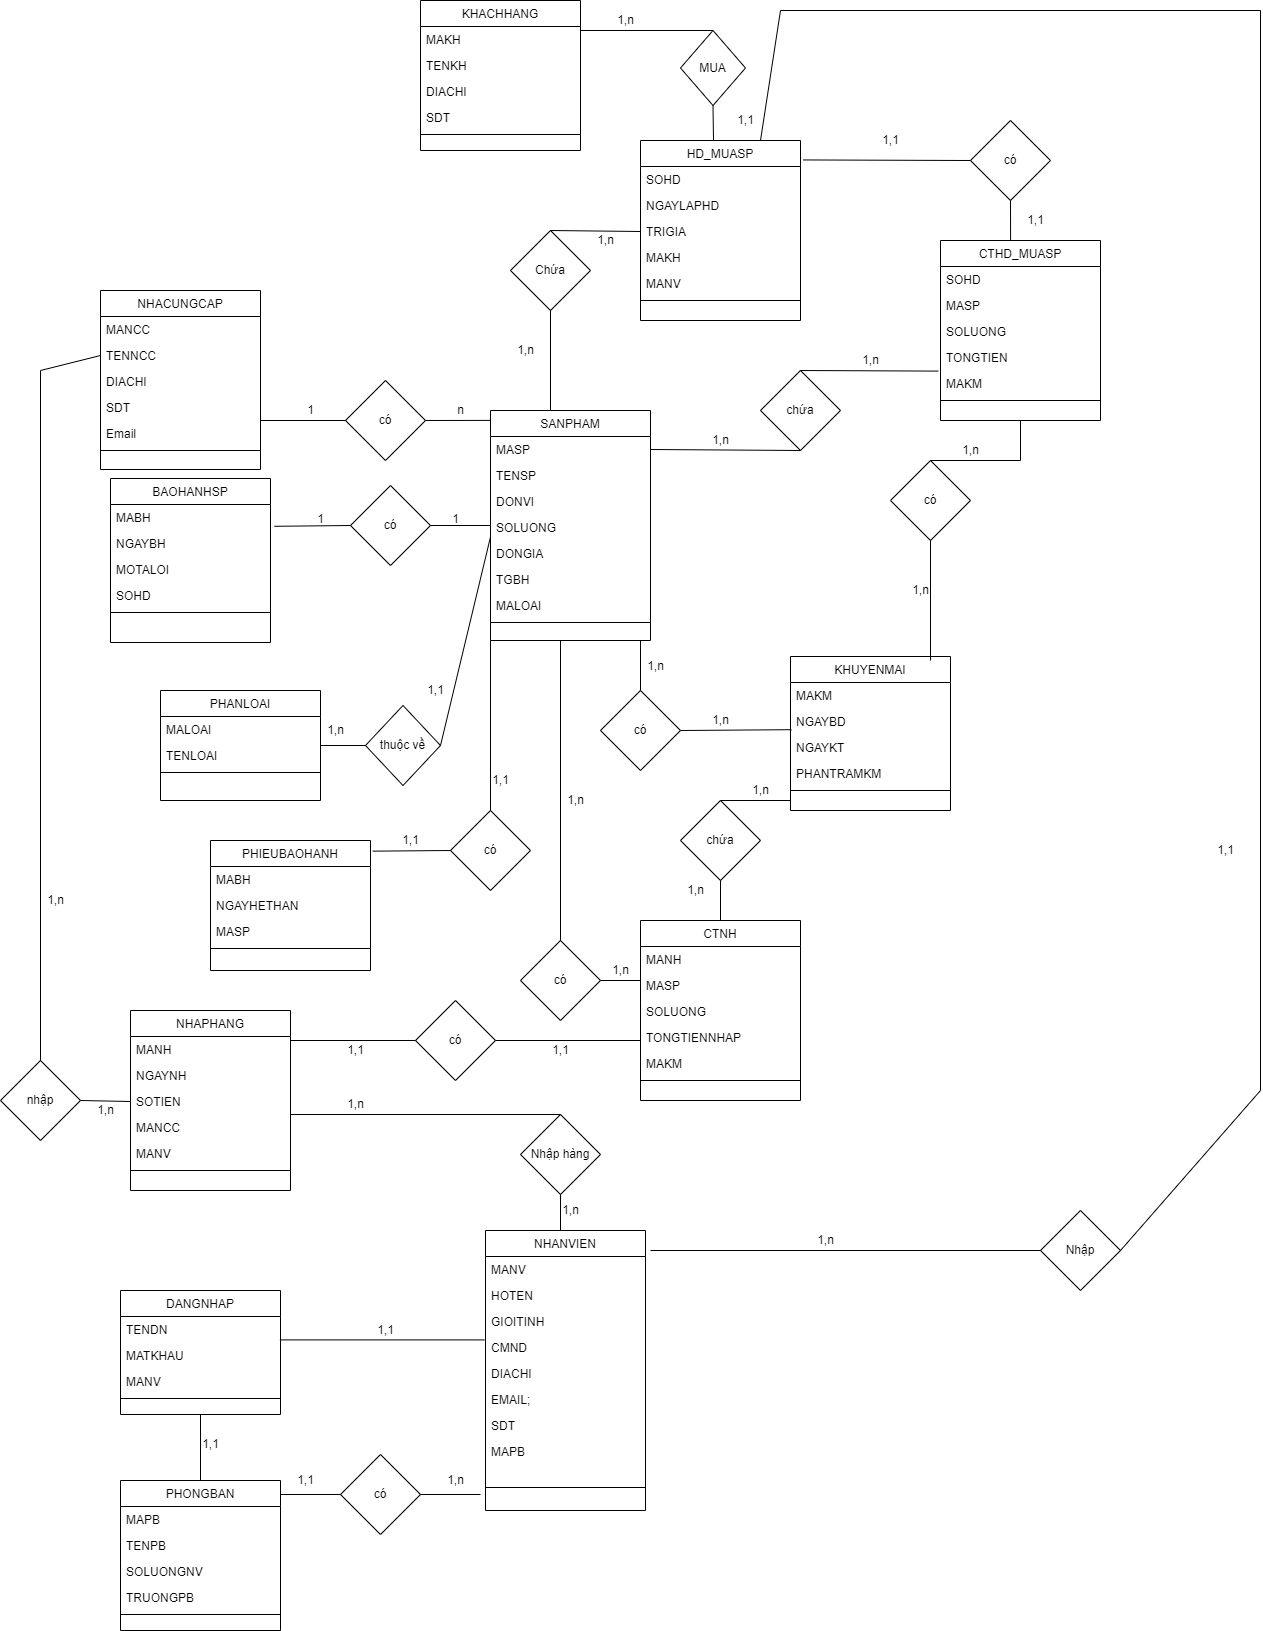 KHACHHANG
MAKH
TENKH
DIACHI
SDT
1,n
MUA
1,1
HD_MUASP
SOHD
NGAYLAPHD
TRIGIA
MAKH
MANV
1,1
có
1,1
CTHD_MUASP
SOHD
MASP
SOLUONG
TONGTIEN
MAKM
1,n
Chứa
1,n
NHACUNGCAP
MANCC
TENNCC
DIACHI
SDT
Email
1
có
n
SANPHAM
MASP
TENSP
DONVI
SOLUONG
DONGIA
TGBH
MALOAI
1,n
chứa
1,n
1,n
có
1,n
BAOHANHSP
MABH
NGAYBH
MOTALOI
SOHD
1
có
1
KHUYENMAI
MAKM
NGAYBD
NGAYKT
PHANTRAMKM
1,n
có
1,n
PHANLOAI
MALOAI
TENLOAI
1,n
thuộc về
1,1
1,1
có
1,1
PHIEUBAOHANH
MABH
NGAYHETHAN
MASP
1,n
1,n
chứa
1,n
CTNH
MANH
MASP
SOLUONG
TONGTIENNHAP
MAKM
có
1,n
1,n
1,1
NHAPHANG
MANH
NGAYNH
SOTIEN
MANCC
MANV
1,1
có
1,1
nhập
1,n
1,n
Nhập hàng
1,n
NHANVIEN
MANV
HOTEN
GIOITINH
CMND
DIACHI
EMAIL;
SDT
MAPB
1,n
Nhập
DANGNHAP
TENDN
MATKHAU
MANV
1,1
1,1
PHONGBAN
MAPB
TENPB
SOLUONGNV
TRUONGPB
1,1
có
1,n